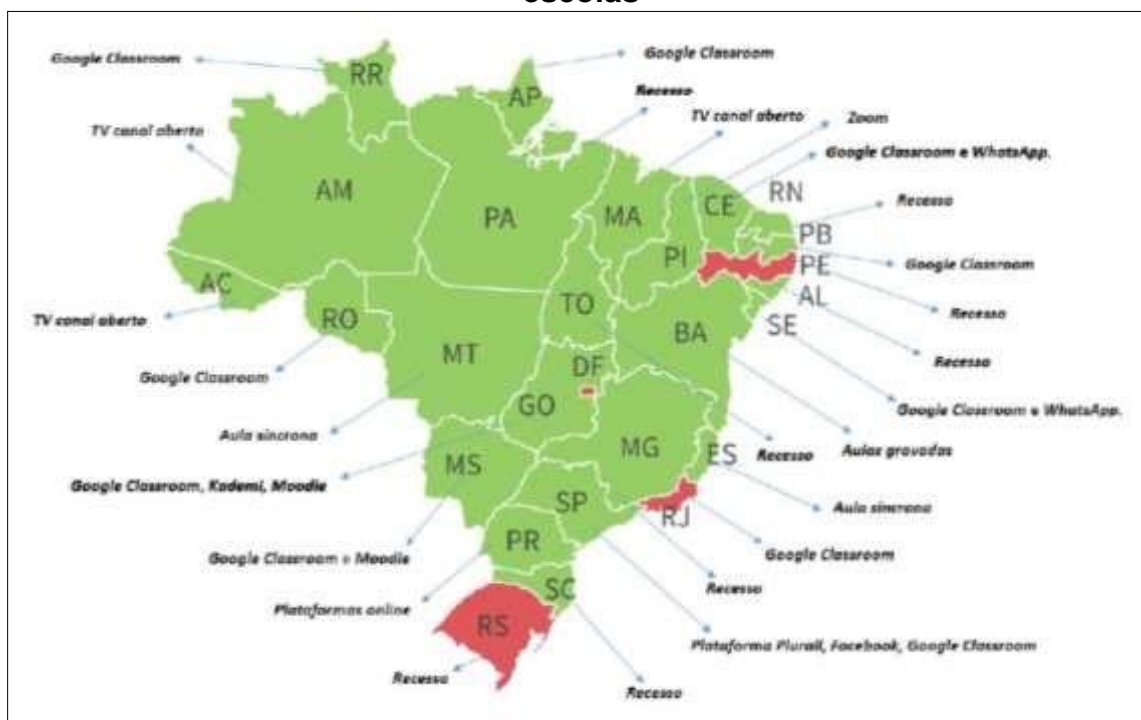 escolas
Google Classroom
Google Classroom
RR
AP
Recesso
TV canal aberto
TV canal aberto
Zoom
Google Classroom e WhatsApp.
AM
PA
MA
CE
RN
Recesso
PB
PI
PE
Google Classroom
AC
AL
Recesso
TO
RO
SE
TV canal aberto
BA
MT
DF
Recesso
Google Classroom
GO
Google Classroom e WhatsApp.
Aula síncrona
MG
ES
Recesso
Aulas gravadas
MS
Google Classroom, Kademi, Moodle
SP
Aula síncrona
RJ
PR
Google Classroom
Google Classroom e Moodle
SC
Recesso
Plataformas online
RS
Plataforma Plurall, Facebook, Google Classroom
Recesso
Recesso